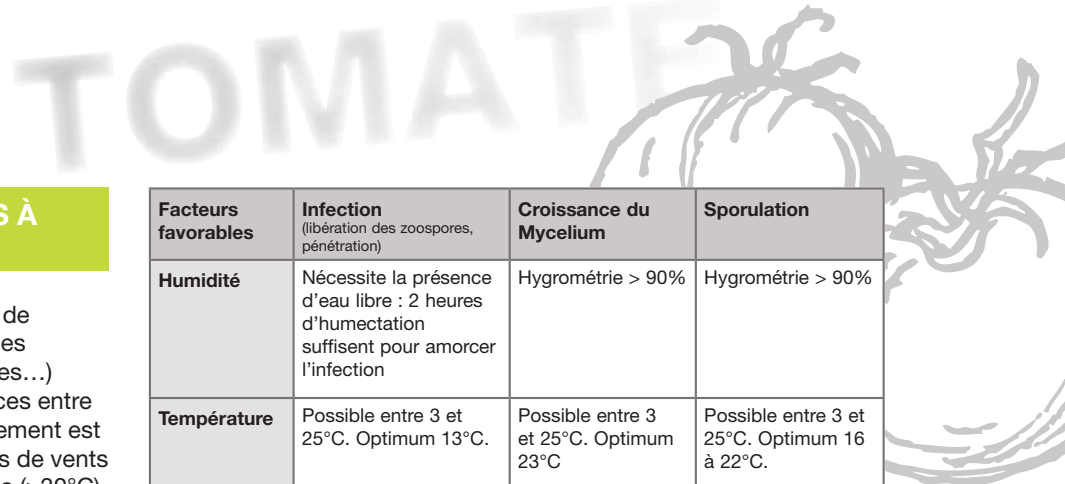 TOMATE
S À
de
es
es…)
ces entre
ement est
s de vents
Facteurs favorables
Infection
(libération des zoospores,
pénétration)
Croissance du
Mycelium
Sporulation
Humidité
Nécessite la présence
d’eau libre : 2 heures
d’humectation
suffisent pour amorcer
l’infection
Hygrométrie > 90%
Hygrométrie > 90%
Température
Possible entre 3 et
25°C. Optimum 13°C.
Possible entre 3
et 25°C. Optimum
23°C
Possible entre 3 et
25°C. Optimum 16
à 22°C.